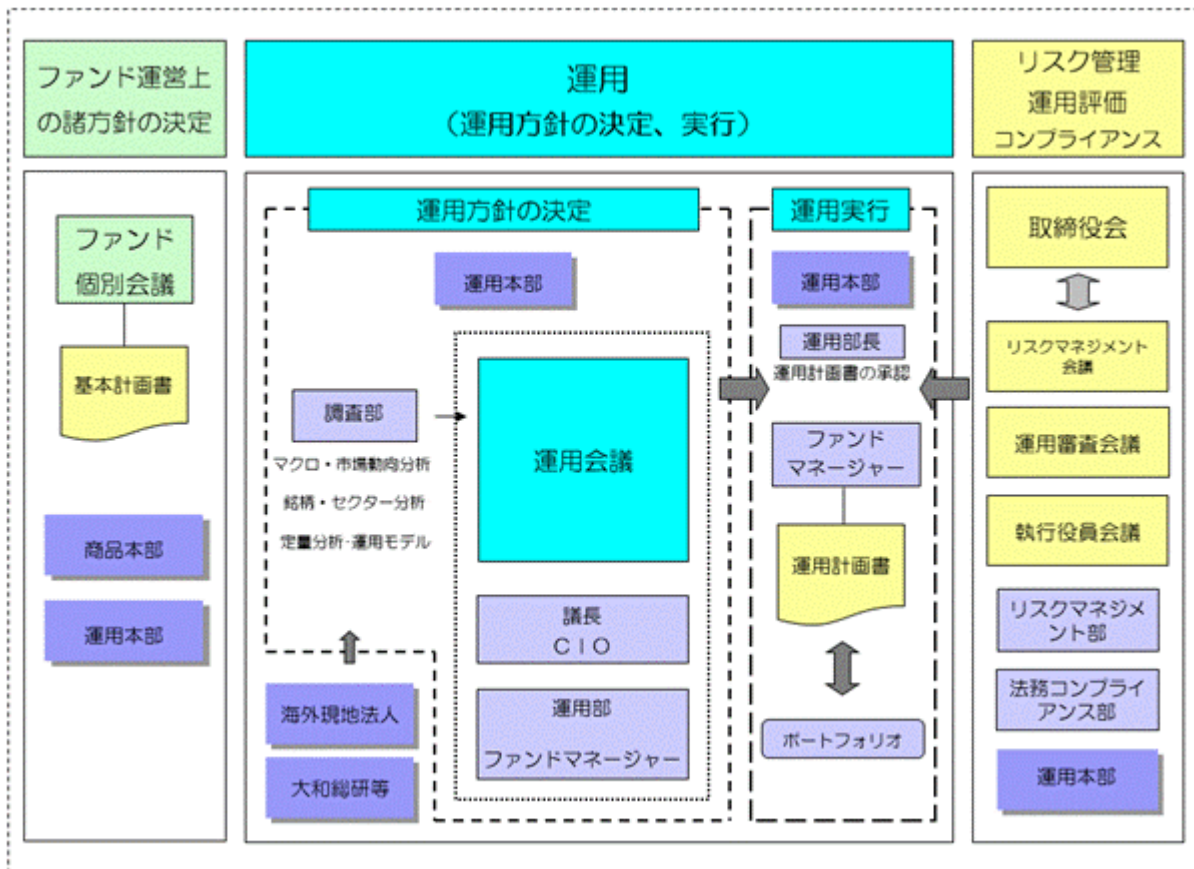 ファンド運営上
の諸方針の決定
運用
（運用方針の決定、実行）
リスク管理
運用評価
コンプライアンス
ファンド
個別会議
基本計画書
商品本部
運用本部
運用方針の決定
運用本部
調査部
マクロ・市場動向分析
銘柄・セクター分析
定量分析・運用モデル
運用会議
議長
ＣＩＯ
運用部
ファンドマネージャー
海外現地法人
大和総研等
運用実行
運用本部
運用部長
運用計画書の承認
ファンド
マネージャー
運用計画書
ポートフォリオ
取締役会
リスクマネジメント
会議
運用審査会議
執行役員会議
リスクマネジメ
ント部
法務コンプライ
アンス部
運用本部